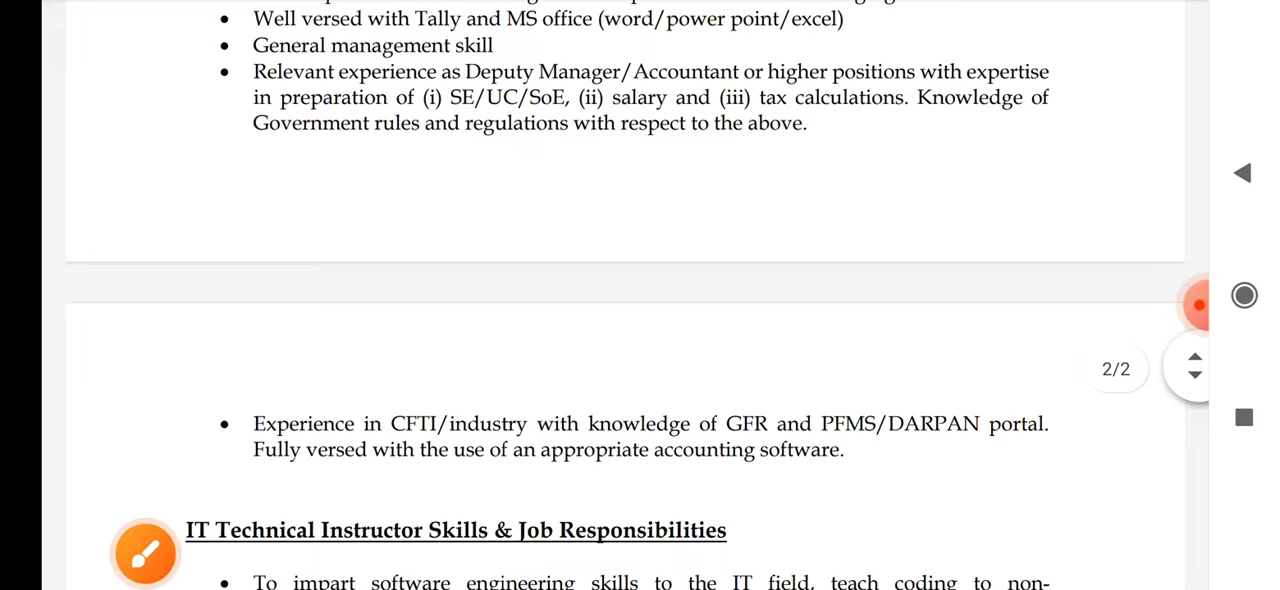 Well versed with Tally and MS office (word/power point/excel)
General management skill
Relevant experience as Deputy Manager/Accountant or higher positions with expertise
in preparation of (i) SE/UC/SoE, (ii) salary and (iii) tax calculations. Knowledge of
Government rules and regulations with respect to the above.
2/2
Experience in CFTI/industry with knowledge of GFR and PFMS/DARPAN portal.
Fully versed with the use of an appropriate accounting software.
IT Technical Instructor Skills & Job Responsibilities
To impart software engineering skills to the IT field, teach coding to non-